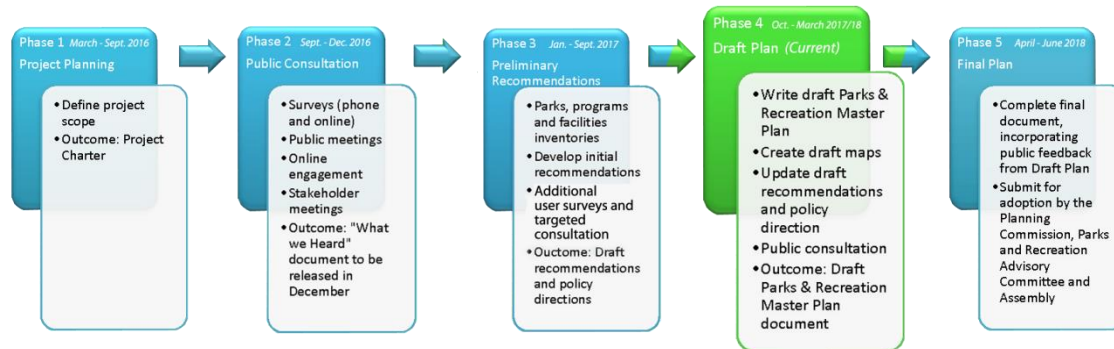 Phase 1 March - Sept. 2016
Project Planning
• Define project
scope
• Outcome: Project
Charter
Phase 2 Sept. - Dec. 2016
Public Consultation
• Surveys (phone
and online)
• Public meetings
• Online
engagement
• Stakeholder
meetings
• Outcome: "What
we Heard"
document to be
released in
December
Phase 3 Jan. - Sept. 2017
Preliminary
Recommendations
• Parks, programs
and facilities
inventories
• Develop initial
recommendations
• Additional
user surveys and
targeted
consultation
• Ouctome: Draft
recommendations
and policy
directions
Phase 4 Oct. - March 2017/18
Draft Plan (Current)
• Write draft Parks &
Recreation Master
Plan
• Create draft maps
• Update draft
recommendations
and policy
direction
• Public consultation
• Outcome: Draft
Parks & Recreation
Master Plan
document
Phase 5 April - June 2018
Final Plan
• Complete final
document,
incorporating
public feedback
from Draft Plan
• Submit for
adoption by the
Planning
Commission, Parks
and Recreation
Advisory
Committee and
Assembly